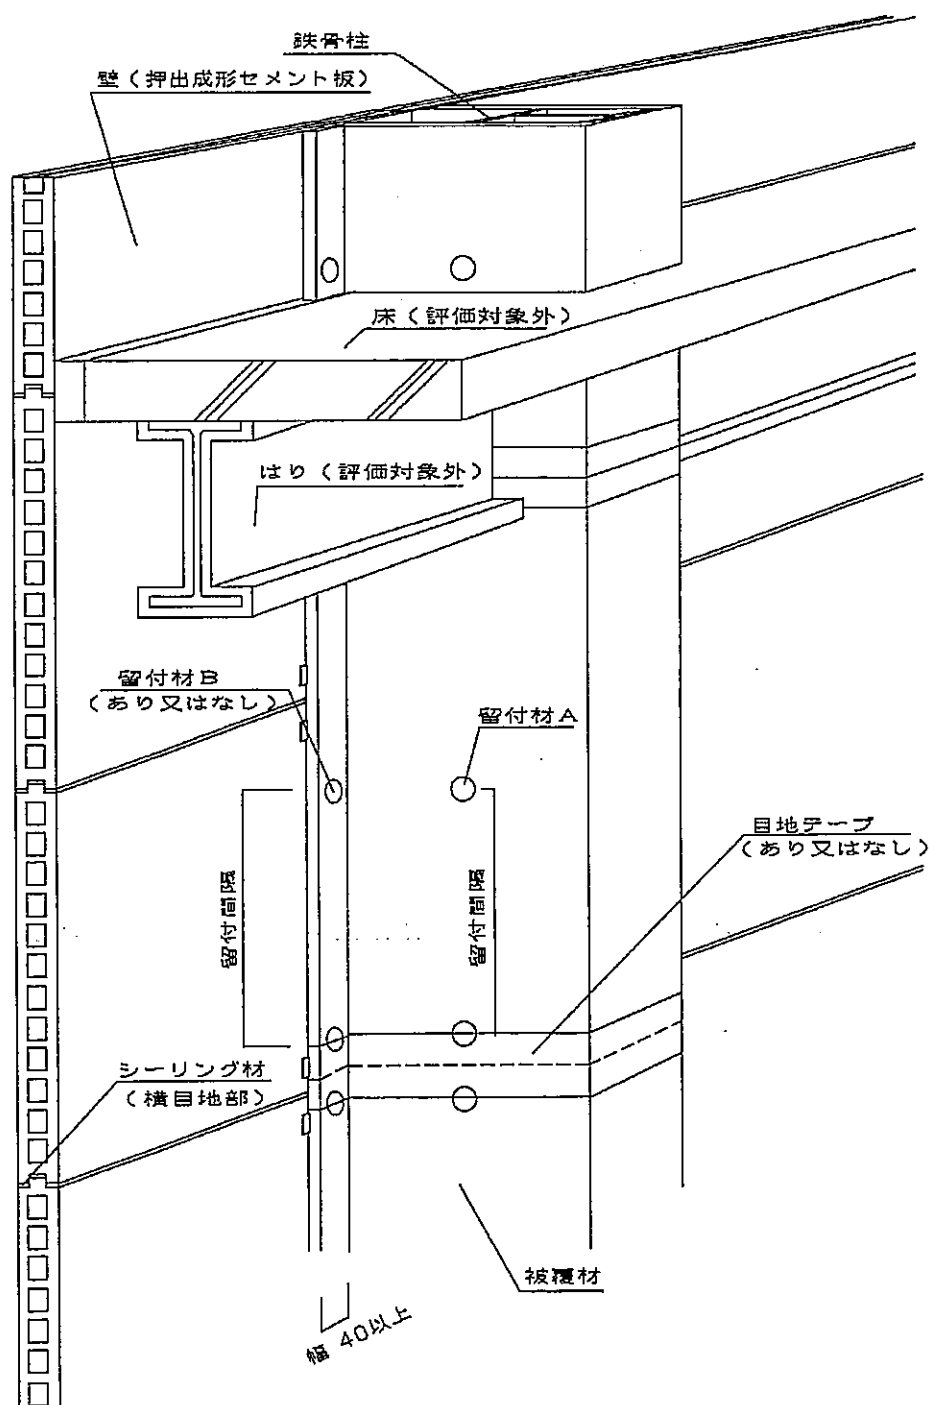 鉄骨柱
壁（押出成形セメント板）
床（評価対象外）
はり（評価対象外）
留付材B
（あり又はなし）
留付材A
目地テープ
（あり又はなし）
留付間隔
留付間隔
シーリング材
（横目地部）
被覆材
幅 40以上